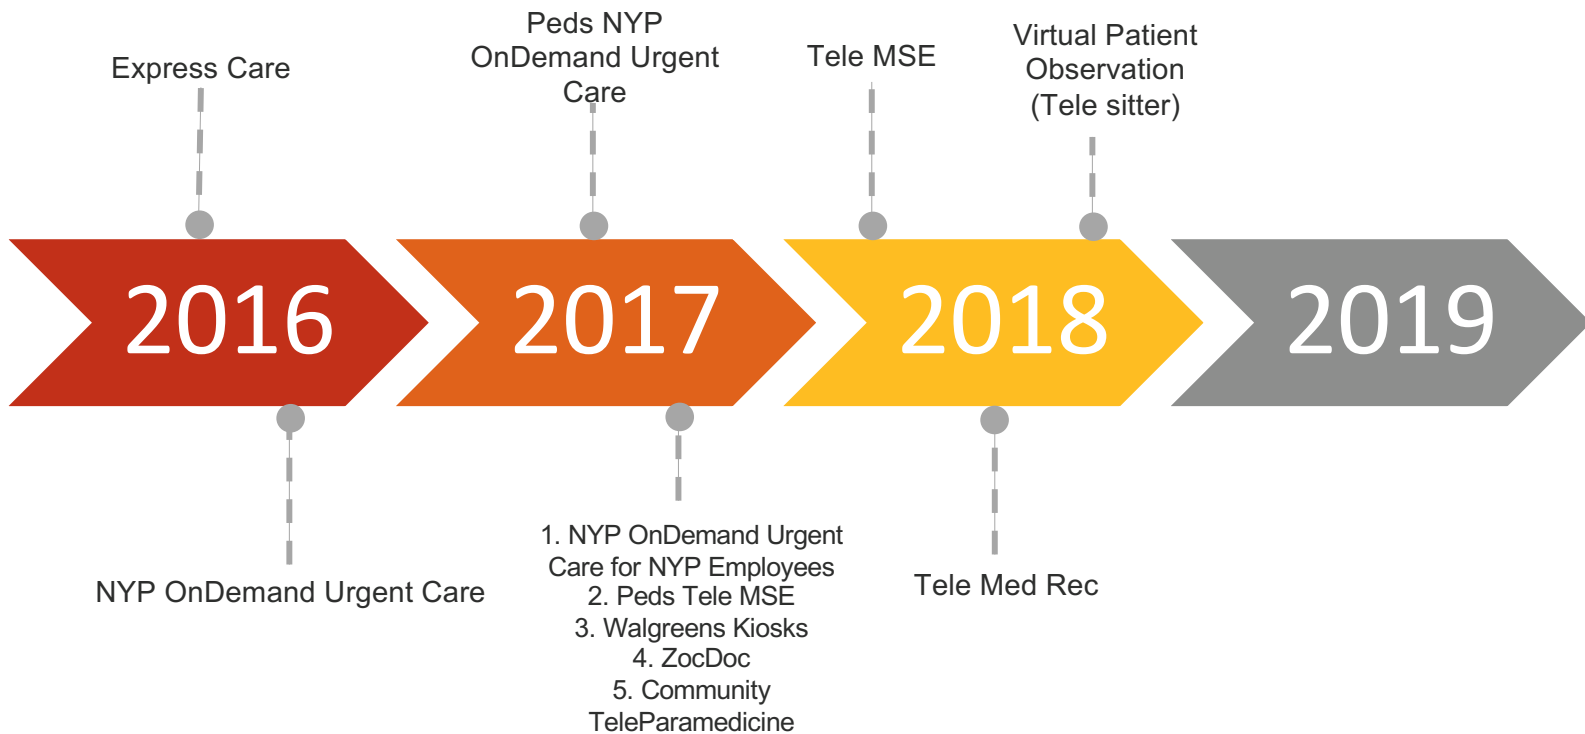 Express Care
Peds NYP
OnDemand Urgent
Care
Tele MSE
Virtual Patient
Observation
(Tele sitter)
2016
2017
2018
2019
NYP OnDemand Urgent Care
1. NYP OnDemand Urgent
Care for NYP Employees
2. Peds Tele MSE
3. Walgreens Kiosks
4. ZocDoc
5. Community
TeleParamedicine
Tele Med Rec